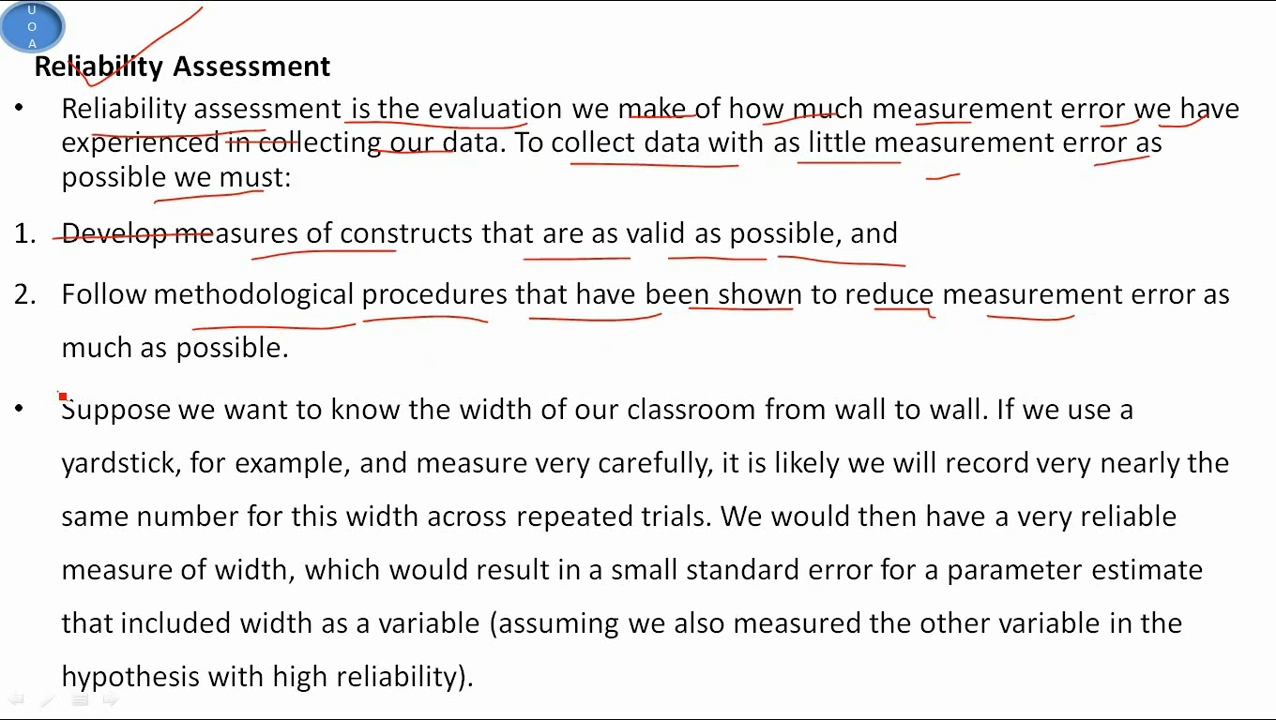 U
O
A
Reliability Assessment
• Reliability assessment is the evaluation we make of how much measurement error we have
experienced in collecting our data. To collect data with as little measurement error as
possible we must:
1. Develop measures of constructs that are as valid as possible, and
2. Follow methodological procedures that have been shown to reduce measurement error as
much as possible.
• Suppose we want to know the width of our classroom from wall to wall. If we use a
yardstick, for example, and measure very carefully, it is likely we will record very nearly the
same number for this width across repeated trials. We would then have a very reliable
measure of width, which would result in a small standard error for a parameter estimate
that included width as a variable (assuming we also measured the other variable in the
hypothesis with high reliability).